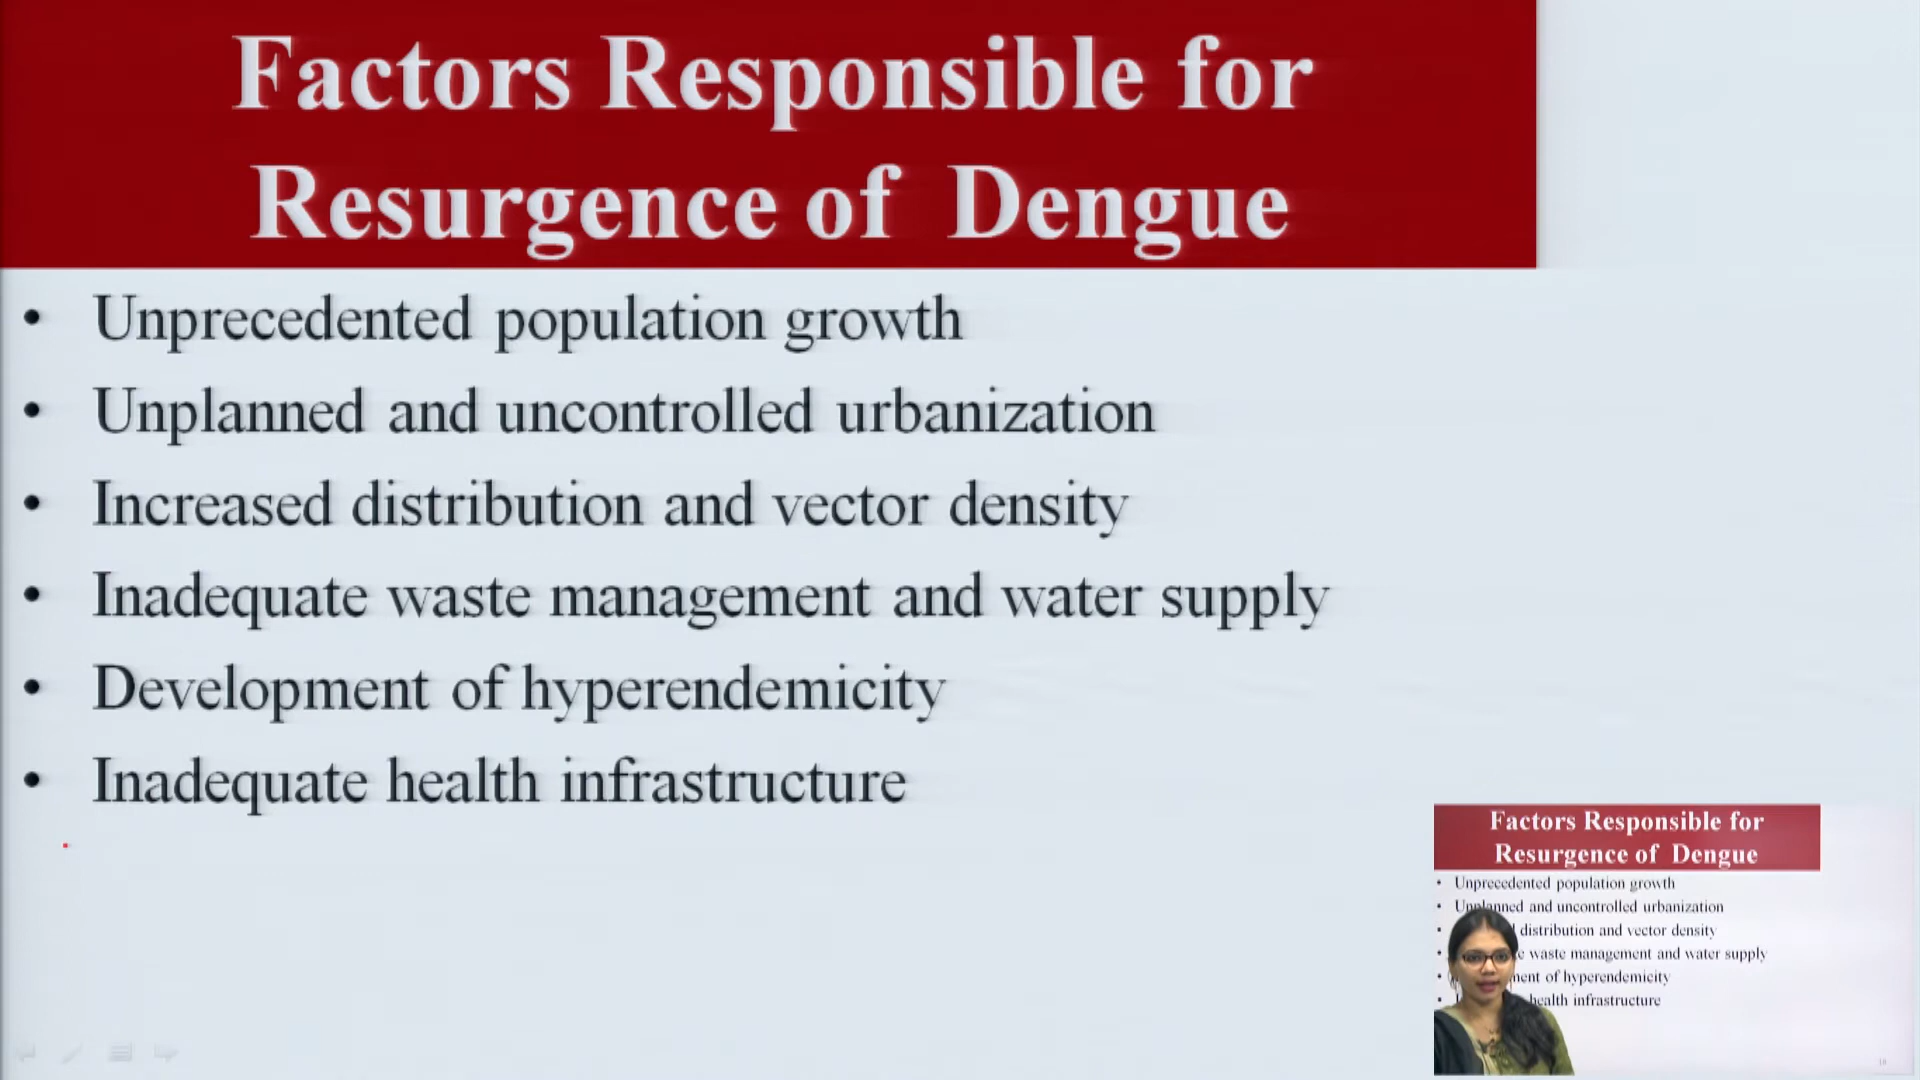 Factors Responsible for
Resurgence of Dengue
• Unprecedented population growth
• Unplanned and uncontrolled urbanization
• Increased distribution and vector density
• Inadequate waste management and water supply
• Development of hyperendemicity
• Inadequate health infrastructure
Factors Responsible for
Resurgence of Dengue
• Unprecedented population growth
• Unplanned and uncontrolled urbanization
• distribution and vector density
• waste management and water supply
• of hyperendemicity
• health infrastructure